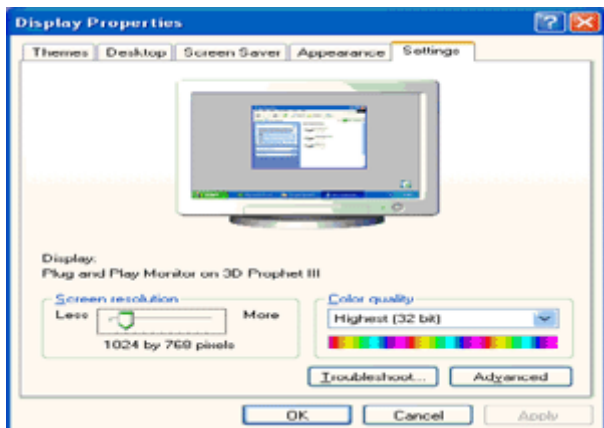 Display Properties
Themes Desktop Screen Saver Appearance Settings
Display:
Plug and Play Monitor on 3D Prophet III
Screen resolution
Less More
1024 by 768 pixels
Color quality
Highest (32 bit)
Troubleshoot... Advanced
OK Cancel Apply